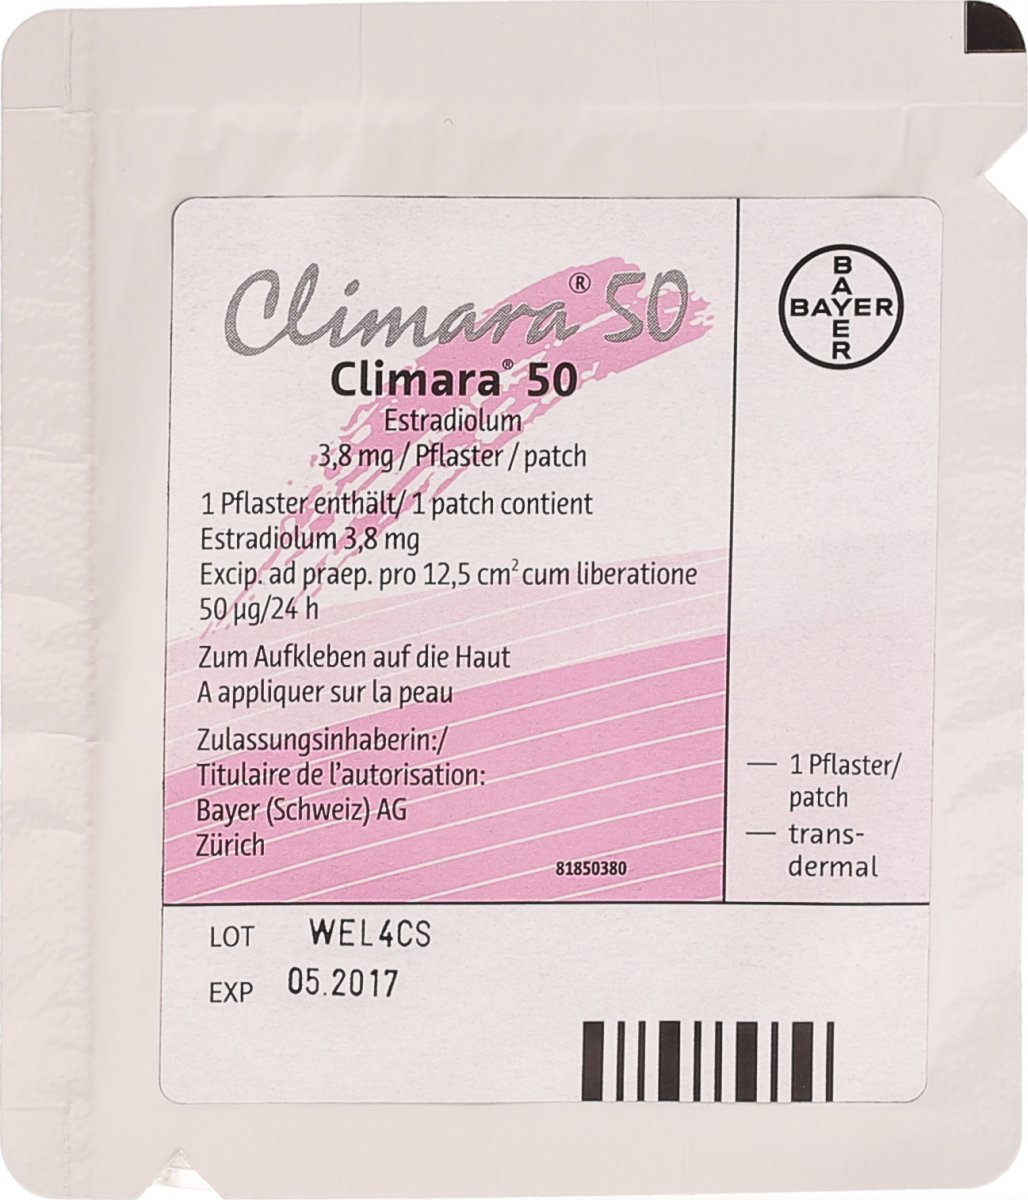 Climara® 50
Climara® 50
Estradiolum
3,8 mg / Pflaster / patch
1 Pflaster enthält/ 1 patch contient
Estradiolum 3,8 mg
Excip. ad praep. pro 12,5 cm² cum liberatione
50 µg/24 h
Zum Aufkleben auf die Haut
A appliquer sur la peau
Zulassungsinhaberin:/
Titulaire de l'autorisation:
Bayer (Schweiz) AG
Zürich
81850380
BAYER
BAYER
1 Pflaster/
patch
trans-
dermal
LOT WEL4CS
EXP 05.2017